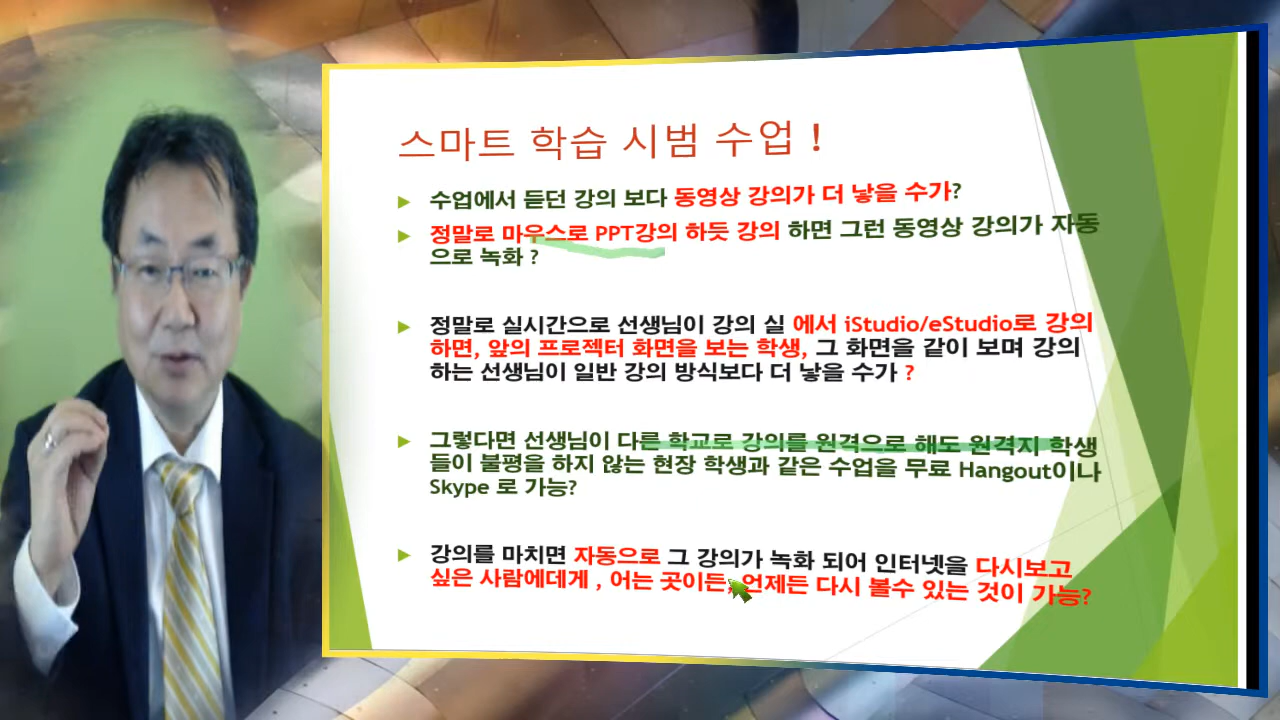 스마트 학습 시범 수업 !
수업에서 듣던 강의 보다 동영상 강의가 더 낳을 수가?
정말로 마우스로 PPT강의 하듯 강의 하면 그런 동영상 강의가 자동
으로 녹화 ?
정말로 실시간으로 선생님이 강의 실 에서 iStudio/eStudio로 강의
하면, 앞의 프로젝터 화면을 보는 학생, 그 화면을 같이 보며 강의
하는 선생님이 일반 강의 방식보다 더 낳을 수가 ?
그렇다면 선생님이 다른 학교로 강의를 원격으로 해도 원격지 학생
들이 불평을 하지 않는 현장 학생과 같은 수업을 무료 Hangout이나
Skype 로 가능?
강의를 마치면 자동으로 그 강의가 녹화 되어 인터넷을 다시보고
싶은 사람에데게 , 어는 곳이든, 언제든 다시 볼수 있는 것이 가능?